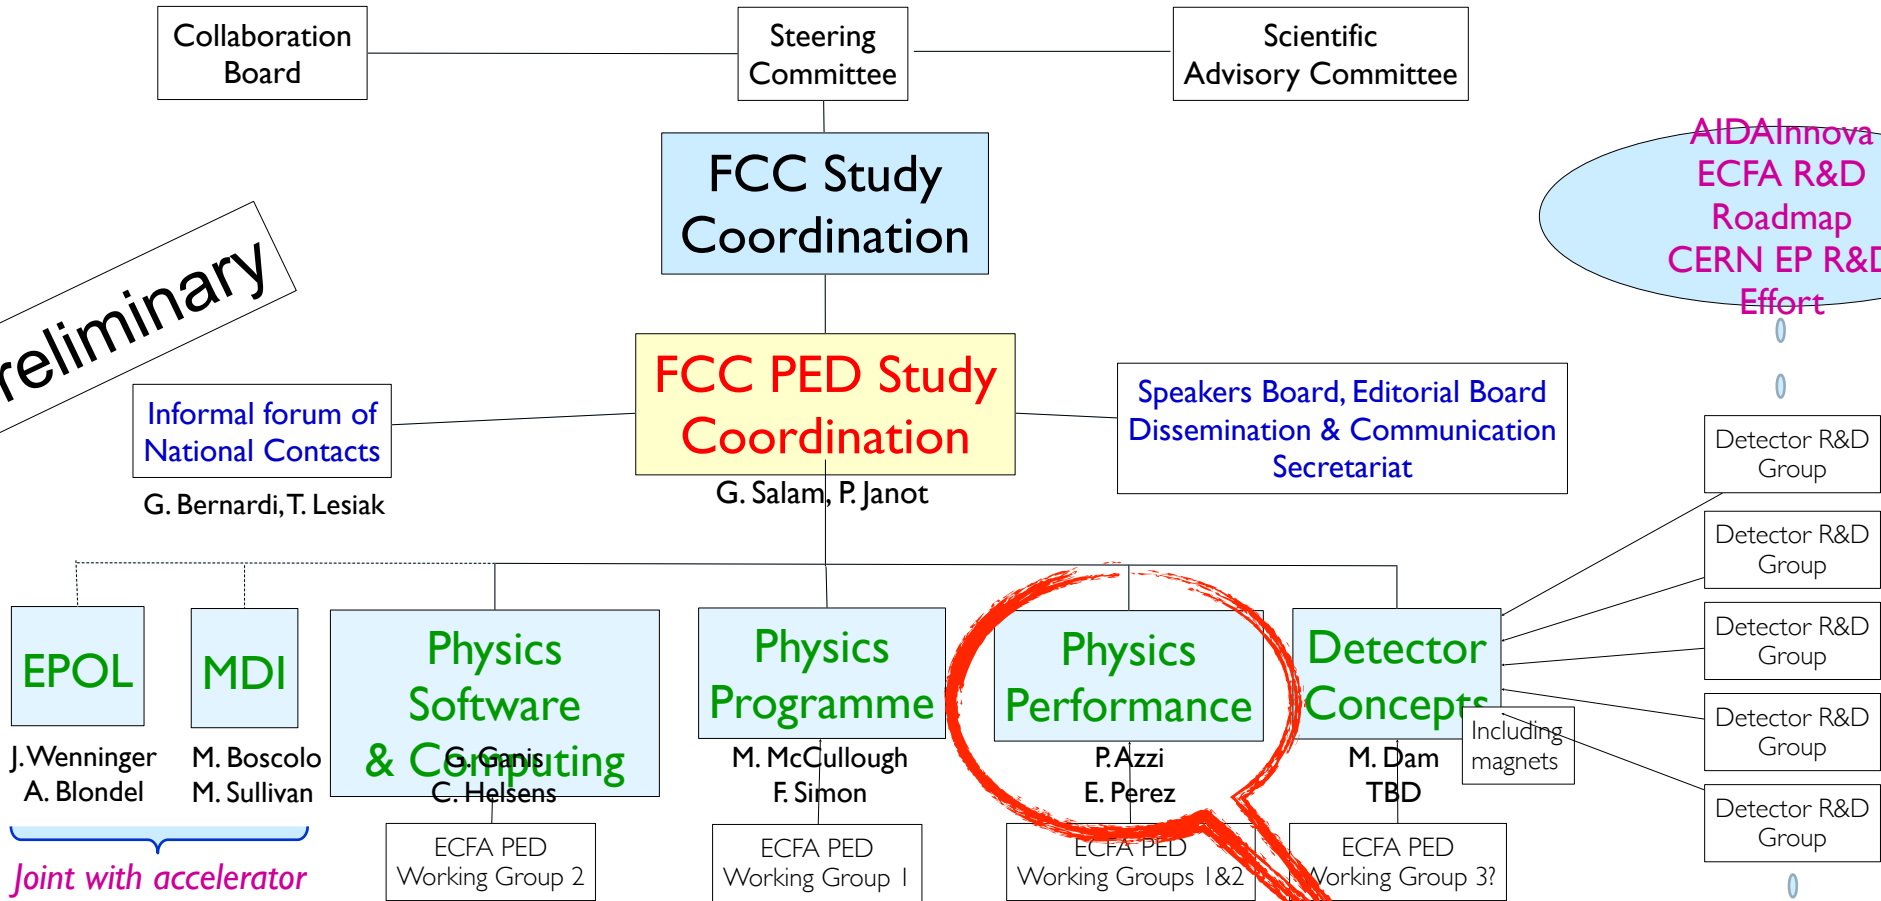 Collaboration
Board
Steering
Committee
Scientific
Advisory Committee
FCC Study
Coordination
AIDAInnova
ECFA R&D
Roadmap
CERN EP R&D
Effort
reliminary
FCC PED Study
Coordination
G. Salam, P. Janot
Informal forum of
National Contacts
G. Bernardi, T. Lesiak
Speakers Board, Editorial Board
Dissemination & Communication
Secretariat
Detector R&D
Group
Detector R&D
Group
Detector R&D
Group
Detector R&D
Group
Detector R&D
Group
EPOL
J. Wenninger
A. Blondel
MDI
M. Boscolo
M. Sullivan
Joint with accelerator
Physics
Software
& Computing
G. Ganis
C. Helsens
ECFA PED
Working Group 2
Physics
Programme
M. McCullough
F. Simon
ECFA PED
Working Group 1
Physics
Performance
P. Azzi
E. Perez
ECFA PED
Working Groups 1&2
Detector
Concepts
Including
magnets
M. Dam
TBD
ECFA PED
Working Group 3?